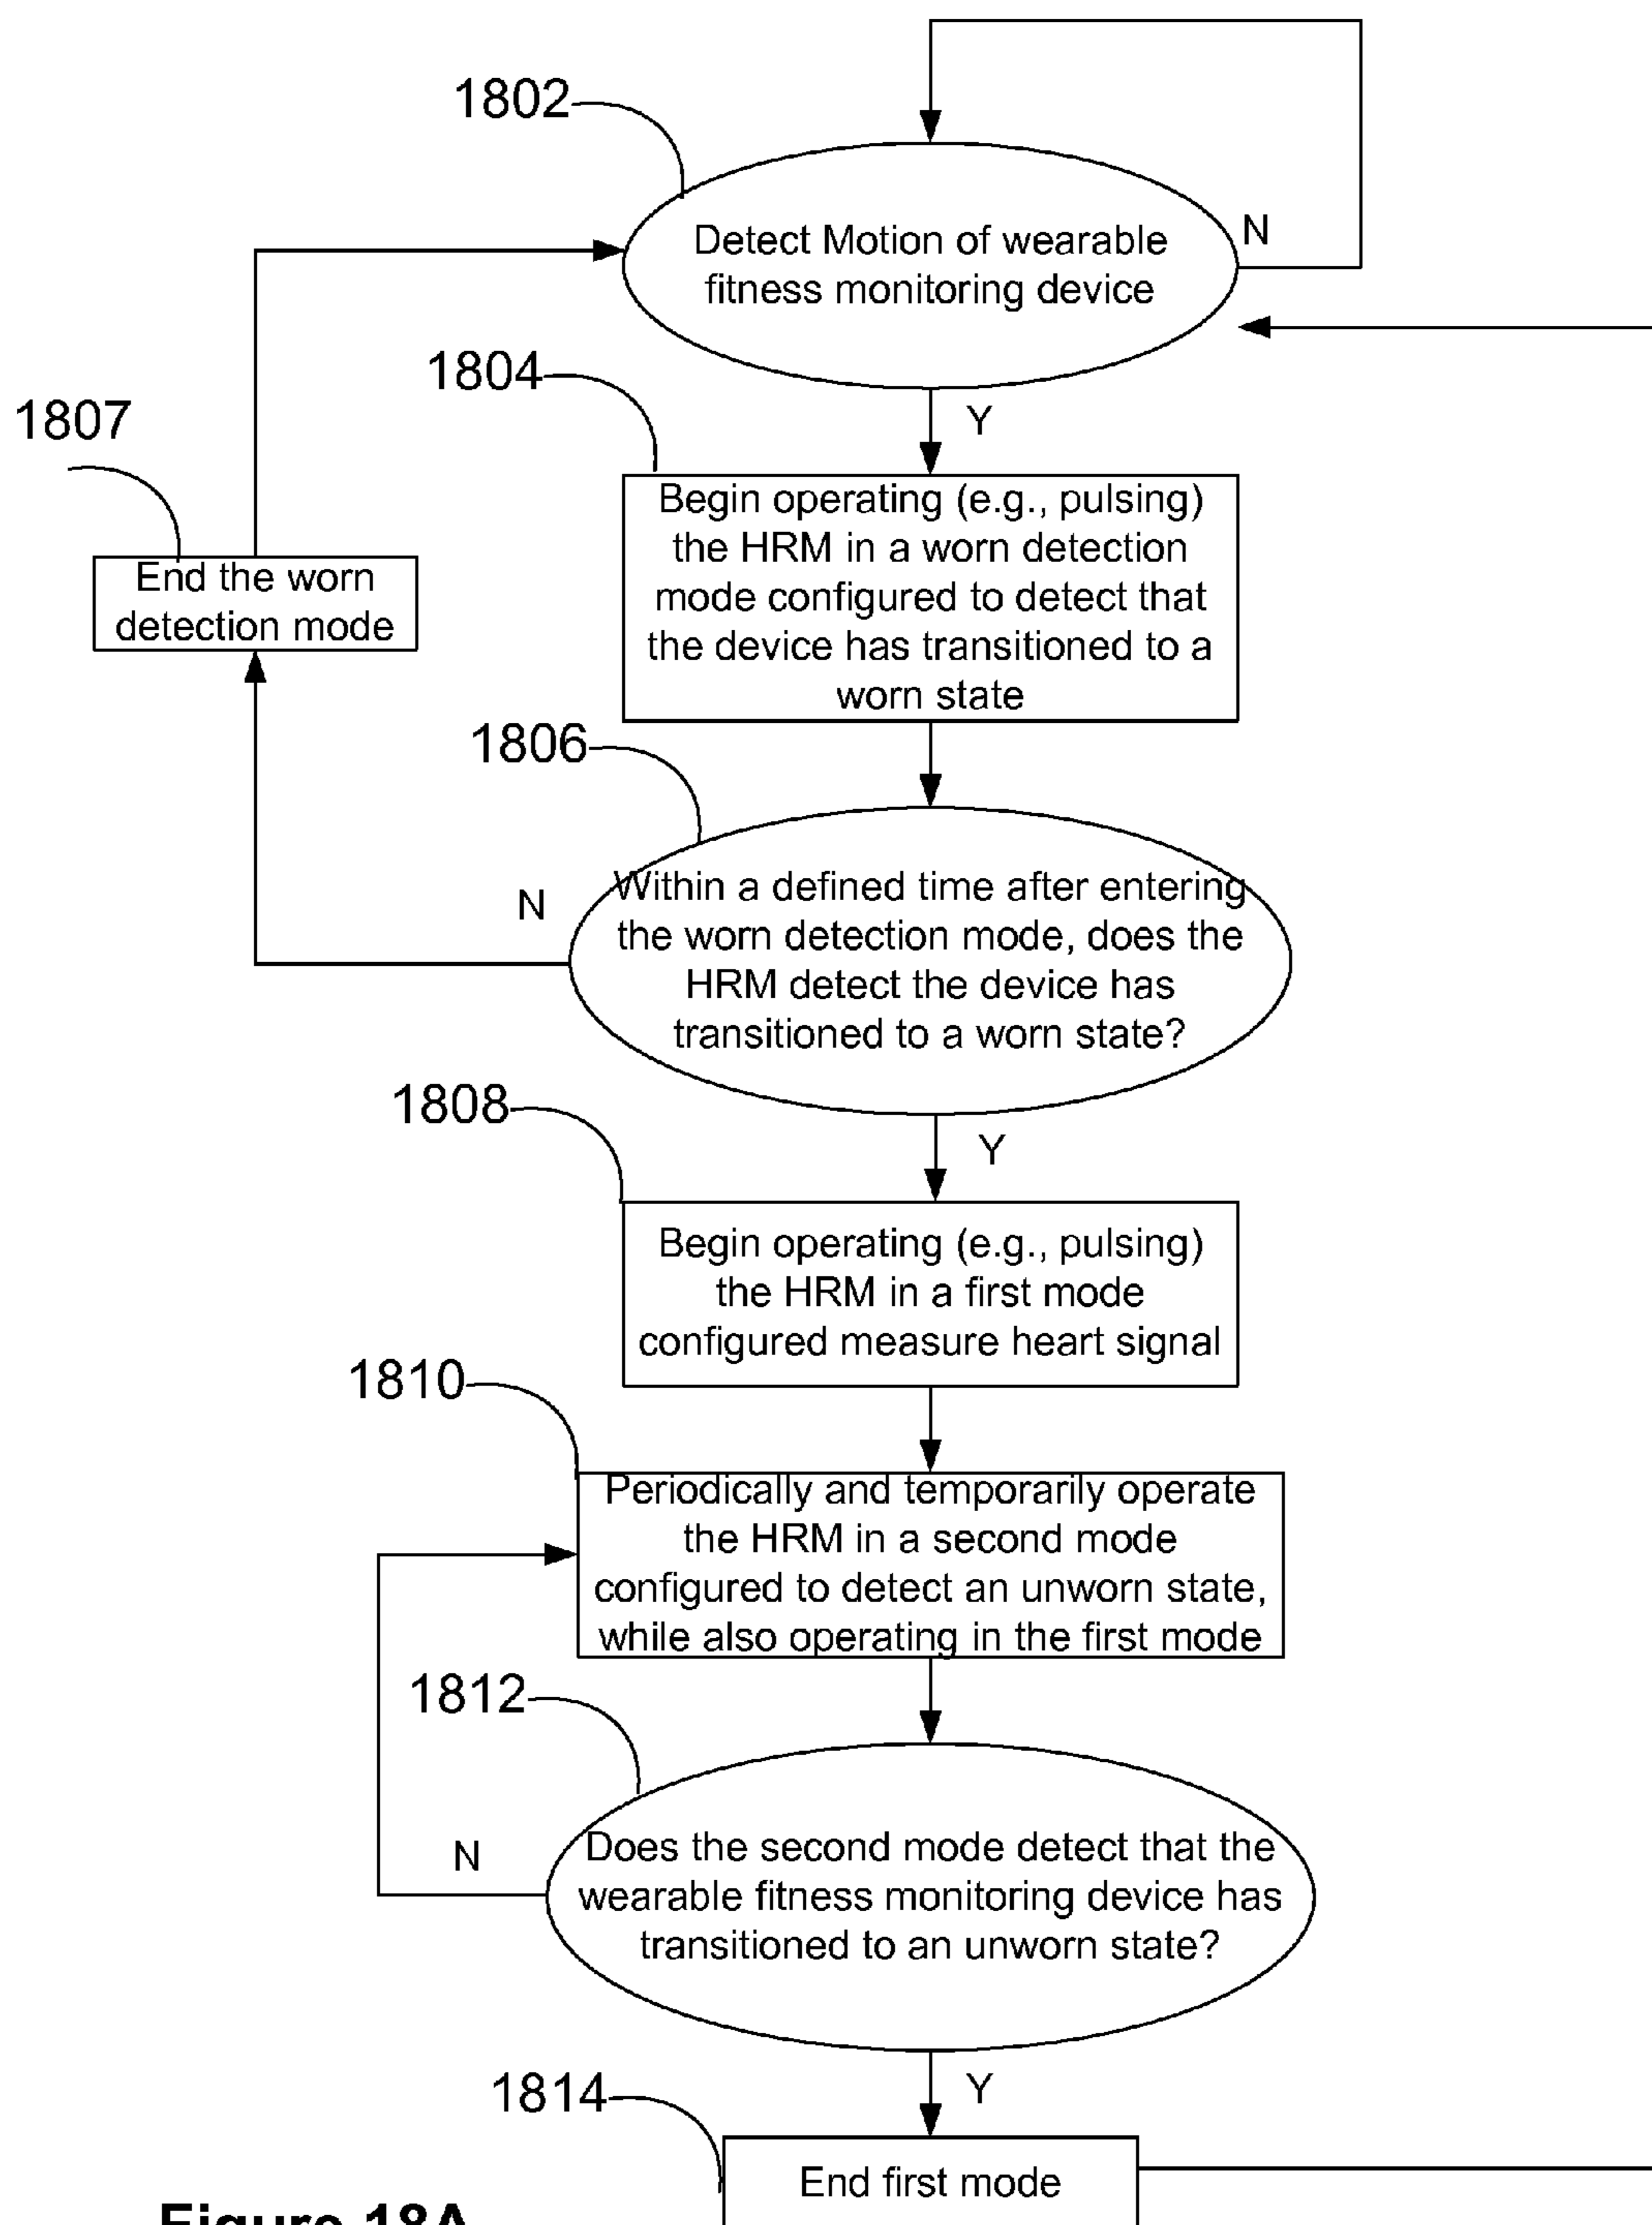 1802
Detect Motion of wearable
fitness monitoring device
N
1804
Y
1807
Begin operating (e.g., pulsing)
the HRM in a worn detection
mode configured to detect that
the device has transitioned to a
worn state
End the worn
detection mode
1806
Within a defined time after entering
the worn detection mode, does the
HRM detect the device has
transitioned to a worn state?
N
1808
Y
Begin operating (e.g., pulsing)
the HRM in a first mode
configured measure heart signal
1810
Periodically and temporarily operate
the HRM in a second mode
configured to detect an unworn state,
while also operating in the first mode
1812
Does the second mode detect that the
wearable fitness monitoring device has
transitioned to an unworn state?
N
Y
1814
End first mode
Figure 18A